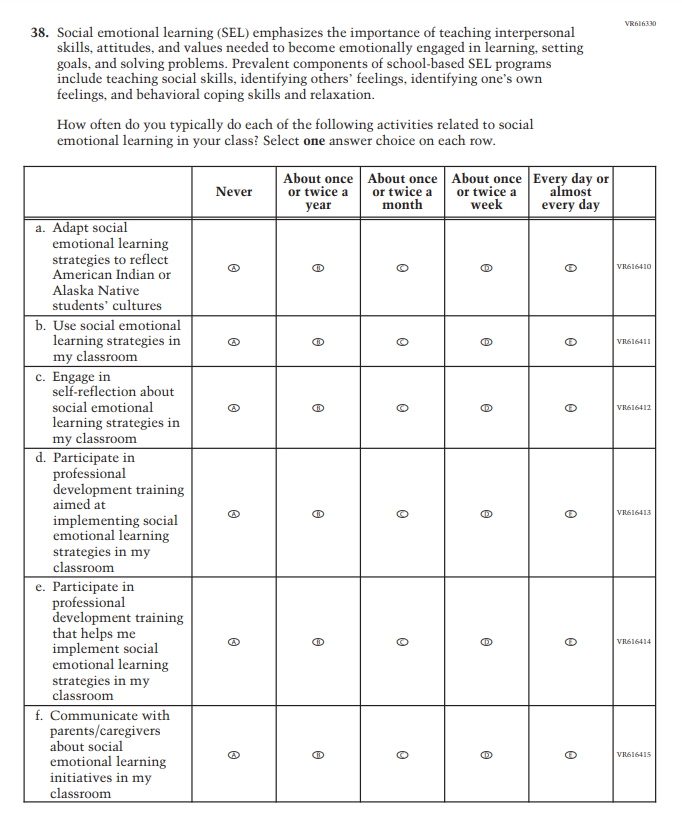 VR616330
38. Social emotional learning (SEL) emphasizes the importance of teaching interpersonal
skills, attitudes, and values needed to become emotionally engaged in learning, setting
goals, and solving problems. Prevalent components of school-based SEL programs
include teaching social skills, identifying others' feelings, identifying one's own
feelings, and behavioral coping skills and relaxation.
How often do you typically do each of the following activities related to social
emotional learning in your class? Select one answer choice on each row.
Never
About once
or twice a
year
About once
or twice a
month
About once
or twice a
week
Every day or
almost
every day
a. Adapt social
emotional learning
strategies to reflect
American Indian or
Alaska Native
students' cultures
A B C D E VR616410
b. Use social emotional
learning strategies in
my classroom
A B C D E VR616411
c. Engage in
self-reflection about
social emotional
learning strategies in
my classroom
A B C D E VR616412
d. Participate in
professional
development training
aimed at
implementing social
emotional learning
strategies in my
classroom
A B C D E VR616413
e. Participate in
professional
development training
that helps me
implement social
emotional learning
strategies in my
classroom
A B C D E VR616414
f. Communicate with
parents/caregivers
about social
emotional learning
initiatives in my
classroom
A B C D E VR616415